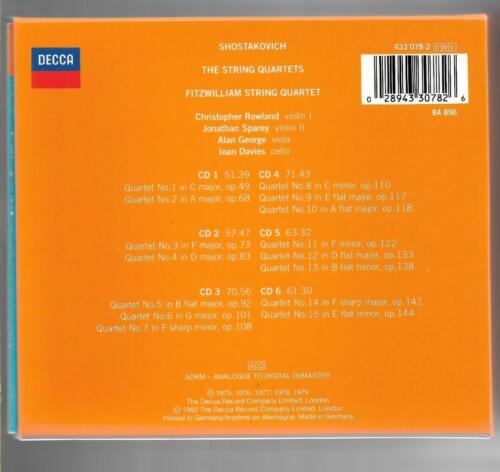 DECCA
SHOSTAKOVICH
THE STRING QUARTETS
FITZWILLIAM STRING QUARTET
Christopher Rowland violin I
Jonathan Sparey violin II
Alan George viola
Ioan Davies cello
433 078-2
0 28943 30782 6
BA 896
CD 1 51.39
Quartet No.1 in C major, op.49
Quartet No.2 in A major, op.68
CD 2 57.47
Quartet No.3 in F major, op.73
Quartet No.4 in D major, op.83
CD 3 70.56
Quartet No.5 in B flat major, op.92
Quartet No.6 in G major, op.101
Quartet No.7 in F sharp minor, op.108
CD 4 71.43
Quartet No.8 in C minor, op.110
Quartet No.9 in E flat major, op.117
Quartet No.10 in A flat major, op.118
CD 5 63.32
Quartet No.11 in F minor, op.122
Quartet No.12 in D flat major, op.133
Quartet No.13 in B flat minor, op.138
CD 6 61.30
Quartet No.14 in F sharp major, op.142
Quartet No.15 in E flat minor, op.144
ADD
ADRM – ANALOGUE TO DIGITAL REMASTER
℗ 1975, 1976, 1977, 1978, 1979
The Decca Record Company Limited, London
© 1992 The Decca Record Company Limited, London
Printed in Germany/Imprimé en Allemagne. Made in Germany